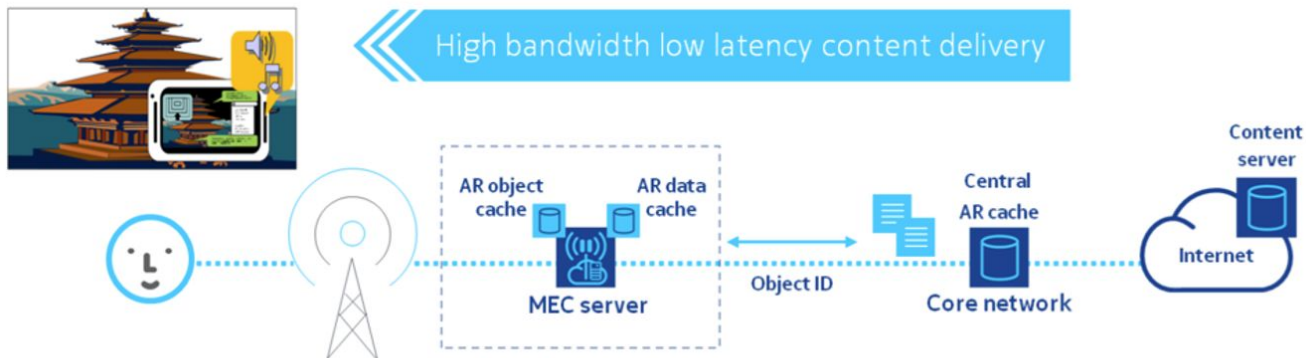 High bandwidth low latency content delivery
Content
server
AR object
cache
AR data
cache
Central
AR cache
Internet
Object ID
MEC server
Core network